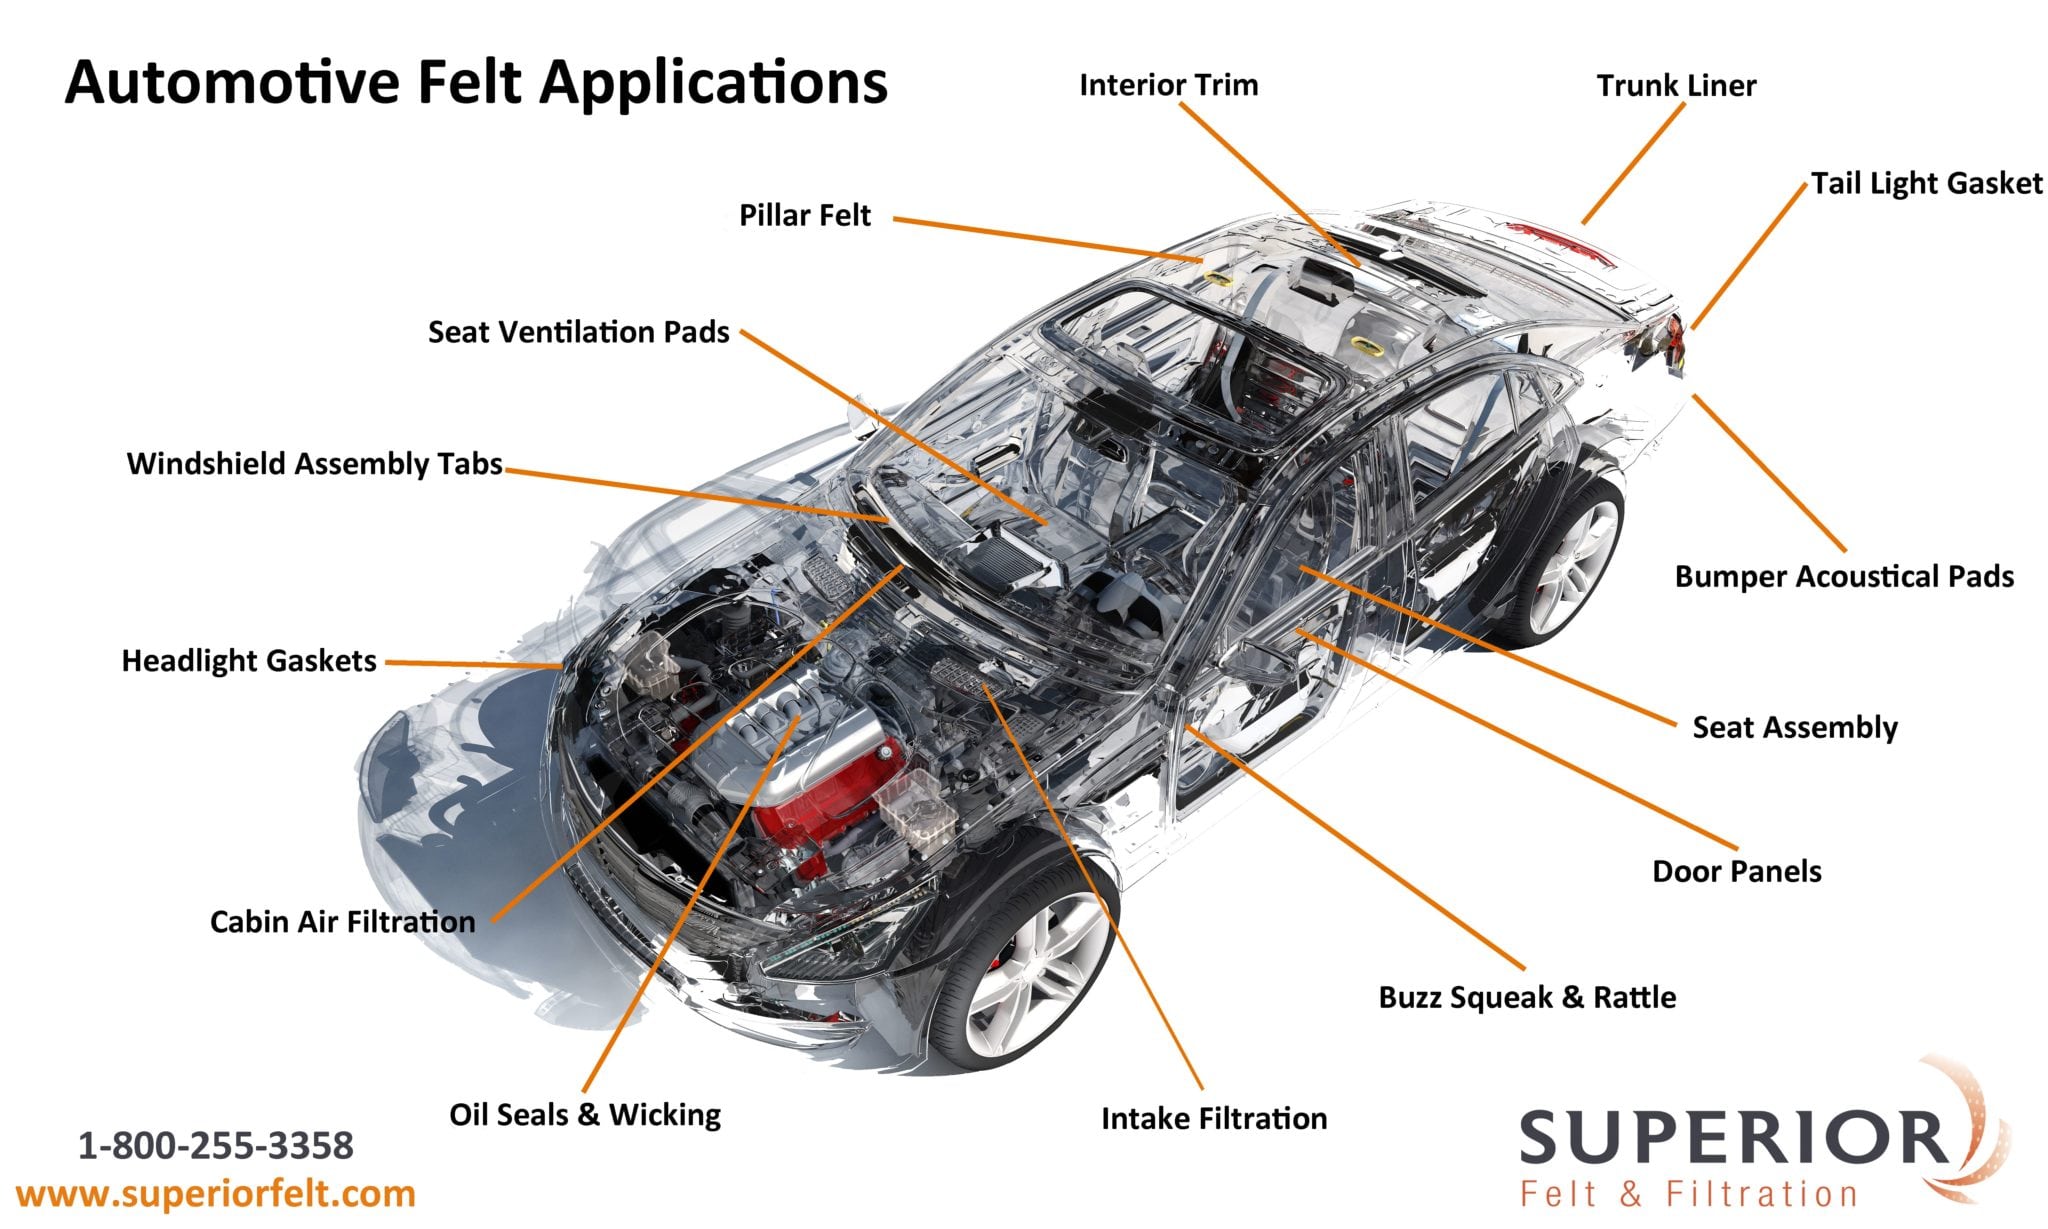 Automotive Felt Applications
Interior Trim
Trunk Liner
Tail Light Gasket
Pillar Felt
Seat Ventilation Pads
Windshield Assembly Tabs
Bumper Acoustical Pads
Headlight Gaskets
Seat Assembly
Door Panels
Cabin Air Filtration
Buzz Squeak & Rattle
Oil Seals & Wicking
Intake Filtration
1-800-255-3358
www.superiorfelt.com
SUPERIOR
Felt & Filtration